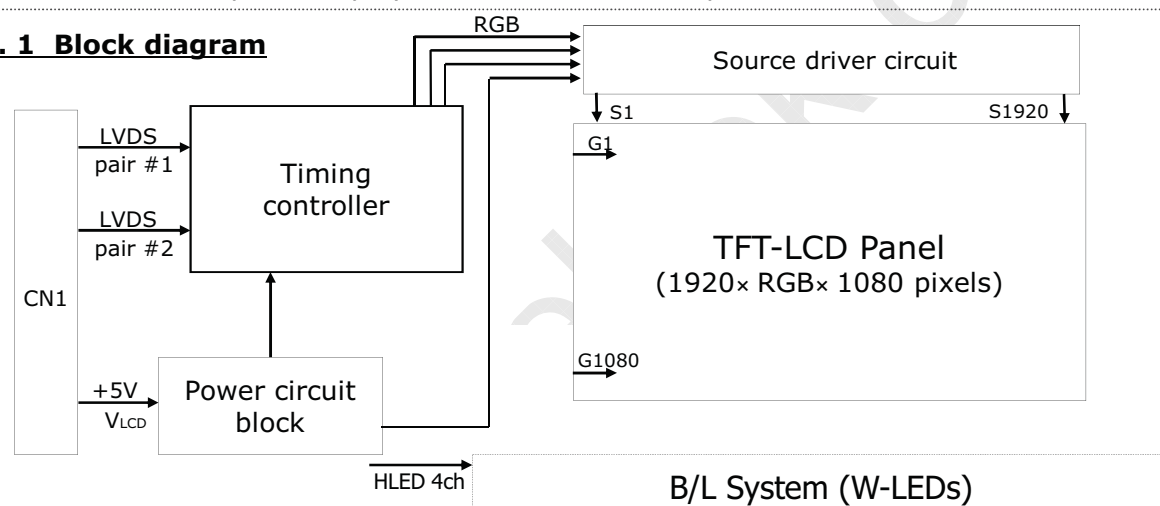 . 1 Block diagram
RGB
Source driver circuit
S1
S1920
LVDS
pair #1
G1
Timing
controller
LVDS
pair #2
TFT-LCD Panel
(1920× RGB× 1080 pixels)
CN1
G1080
+5V
VLCD
Power circuit
block
HLED 4ch
B/L System (W-LEDs)